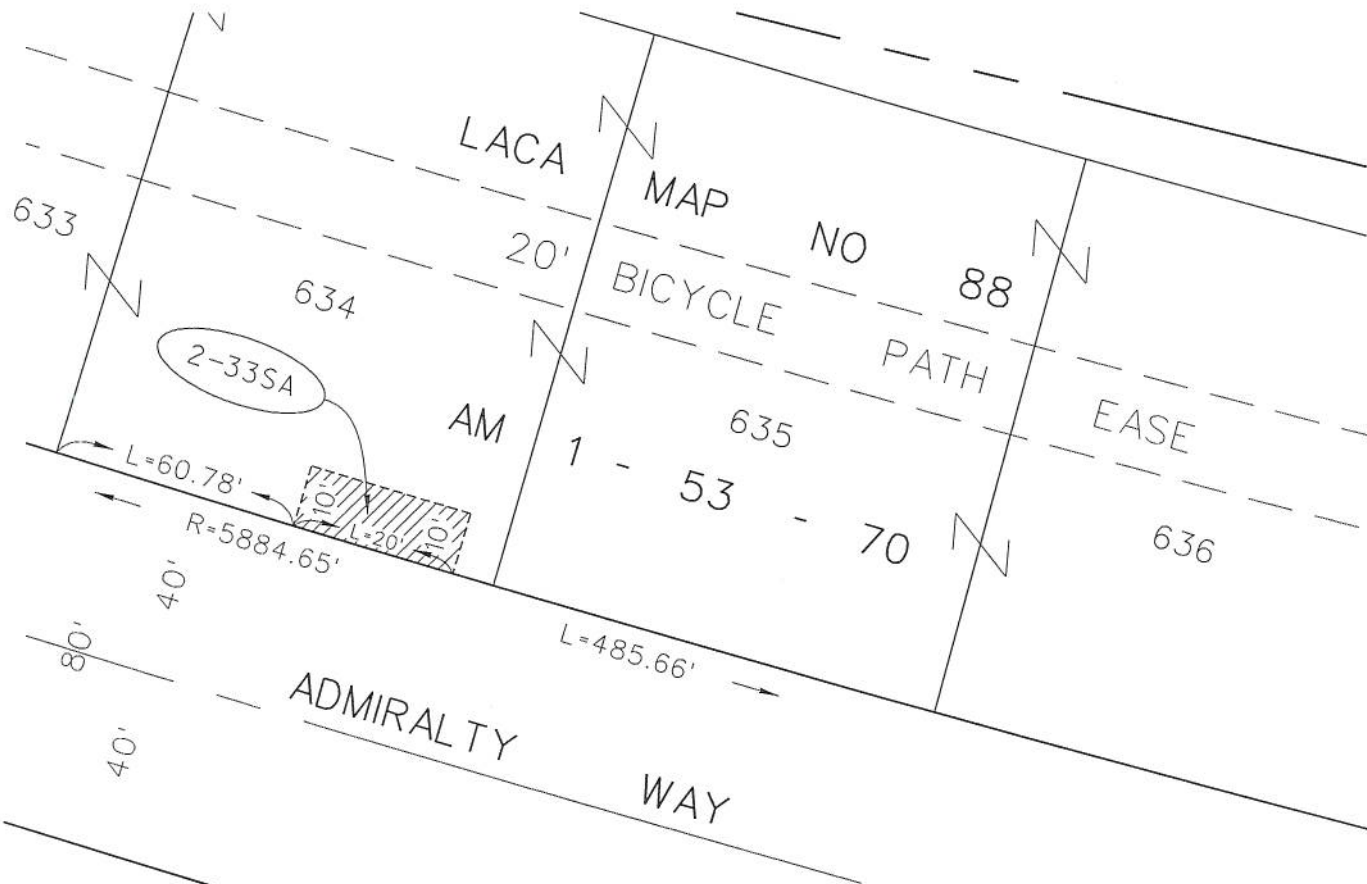 LACA MAP NO 88
633
20' BICYCLE PATH EASE
634
2-33SA
635
AM 1 - 53 - 70
636
L=60.78'
10'
L=20'
10'
R=5884.65'
L=485.66'
40'
80'
40'
ADMIRALTY WAY